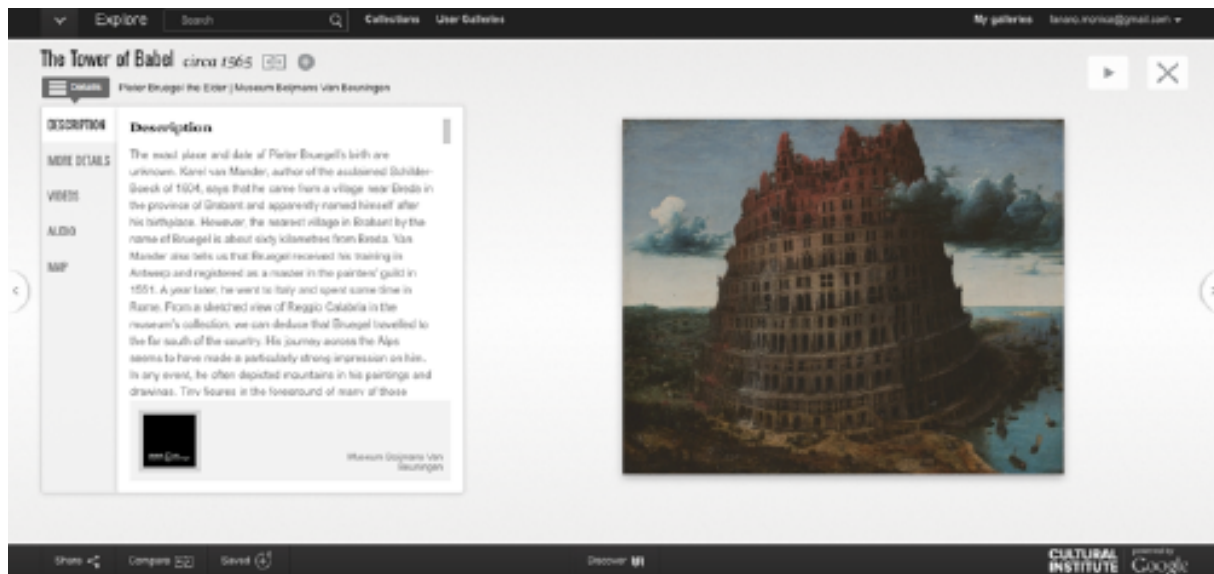 Explore Search Collections User Galleries My galleries
The Tower of Babel circa 1565
Details Pieter Bruegel the Elder | Museum Boijmans Van Beuningen
DESCRIPTION
MORE DETAILS
VIDEOS
AUDIO
MAP
Description
The exact place and date of Pieter Bruegel's birth are
unknown. Karel van Mander, author of the acclaimed Schilder-
Boeck of 1604, says that he came from a village near Breda in
the province of Brabant and apparently named himself after
his birthplace. However, the nearest village in Brabant by the
name of Bruegel is about sixty kilometres from Breda. Van
Mander also tells us that Bruegel received his training in
Antwerp and registered as a master in the painters' guild in
1551. A year later, he went to Italy and spent some time in
Rome. From a sketched view of Reggio Calabria in the
museum's collection, we can deduce that Bruegel travelled to
the far south of the country. His journey across the Alps
seems to have made a particularly strong impression on him.
In any event, he often depicted mountains in his paintings and
drawings. Tiny figures in the foreground of many of those
Museum Boijmans Van
Beuningen
Share Compare Saved Discover
CULTURAL
INSTITUTE
powered by
Google